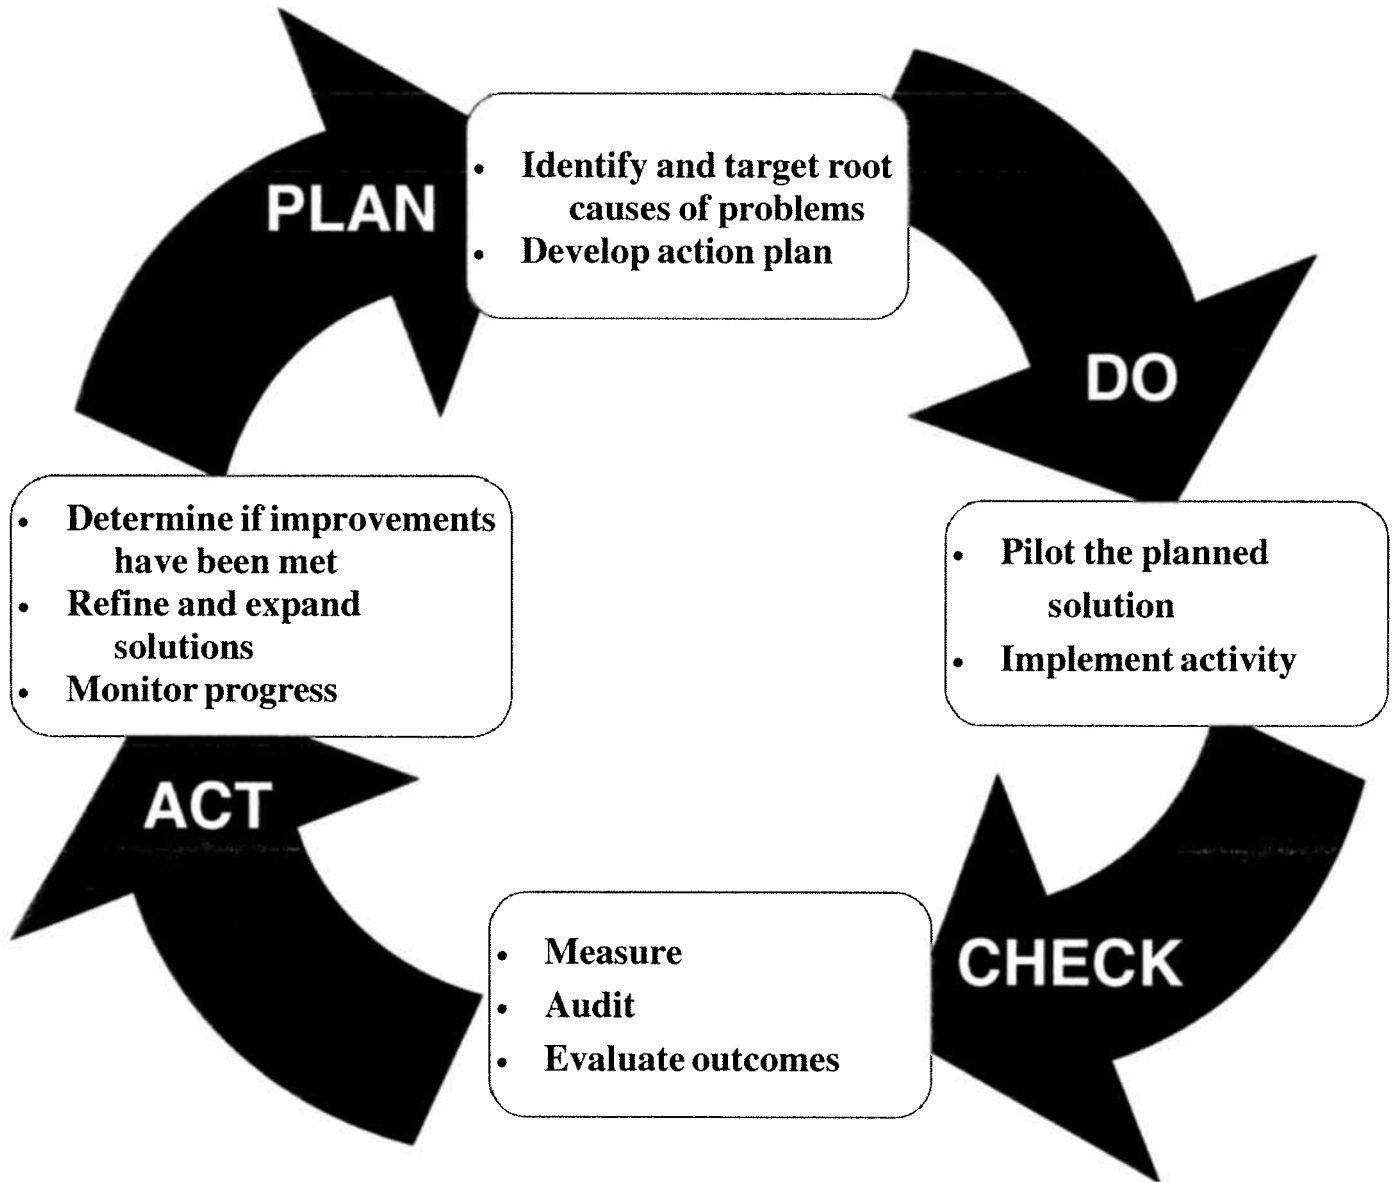 PLAN
• Identify and target root
causes of problems
• Develop action plan
DO
• Pilot the planned
solution
• Implement activity
CHECK
• Measure
• Audit
• Evaluate outcomes
ACT
• Determine if improvements
have been met
• Refine and expand
solutions
• Monitor progress